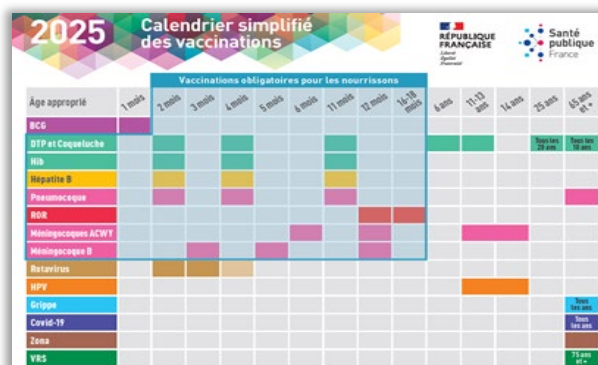 2025 Calendrier simplifié
des vaccinations
RÉPUBLIQUE
FRANÇAISE
Liberté
Égalité
Fraternité
Santé
publique
France
Vaccinations obligatoires pour les nourrissons
Âge approprié
1 mois
2 mois
3 mois
4 mois
5 mois
6 mois
11 mois
12 mois
16-18
mois
6 ans
11-13
ans
14 ans
25 ans
65 ans
et +
BCG
DTP et Coqueluche
Tous les
20 ans
Tous les
10 ans
Hib
Hépatite B
Pneumocoque
ROR
Méningocoques ACWY
Méningocoque B
Rotavirus
HPV
Grippe
Tous
les ans
Covid-19
Tous
les ans
Zona
VRS
75 ans
et +